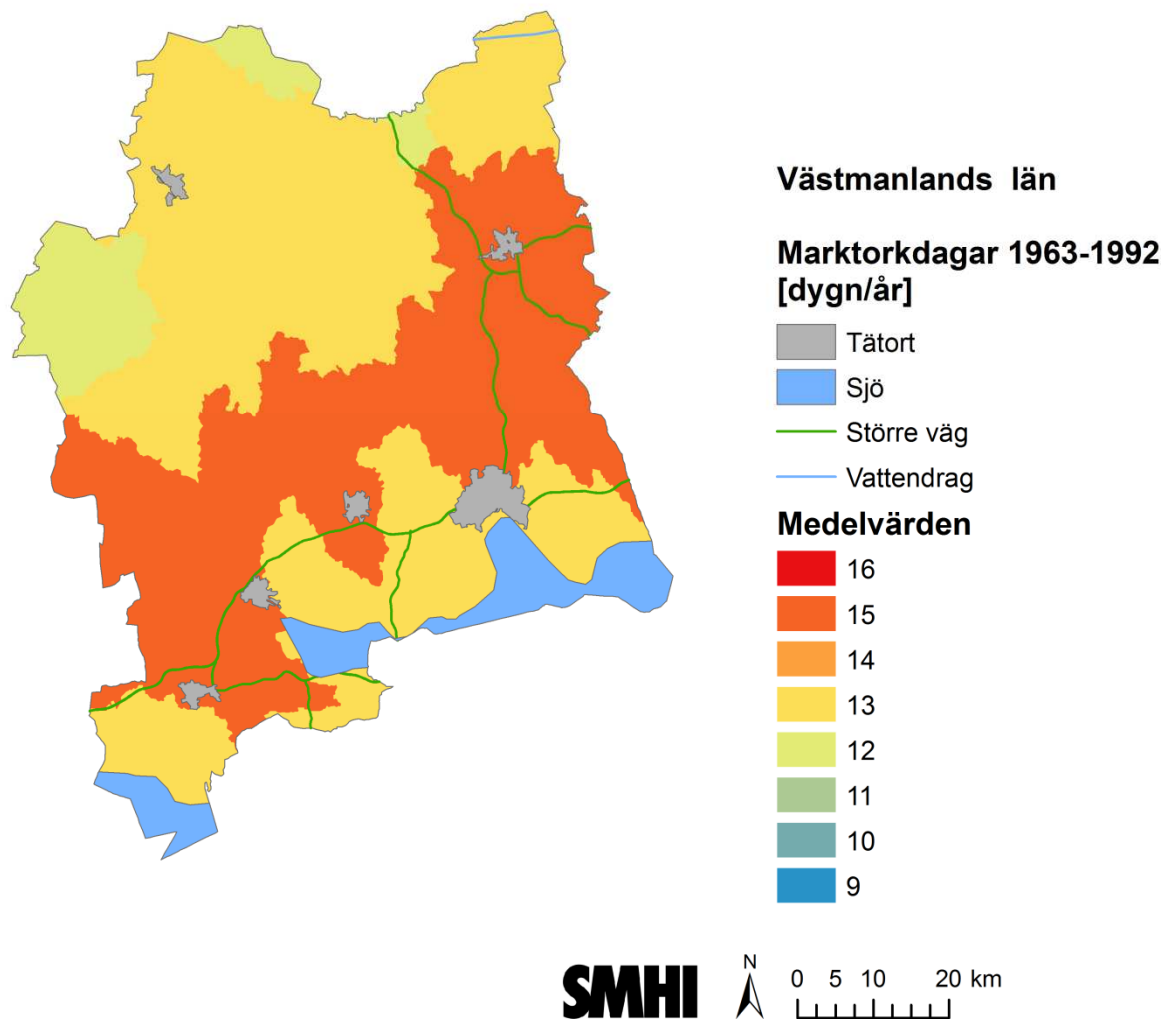 Västmanlands län
Marktorkdagar 1963-1992
[dygn/år]
Tätort
Sjö
Större väg
Vattendrag
Medelvärden
16
15
14
13
12
11
10
9
SMHI
N
0 5 10 20 km